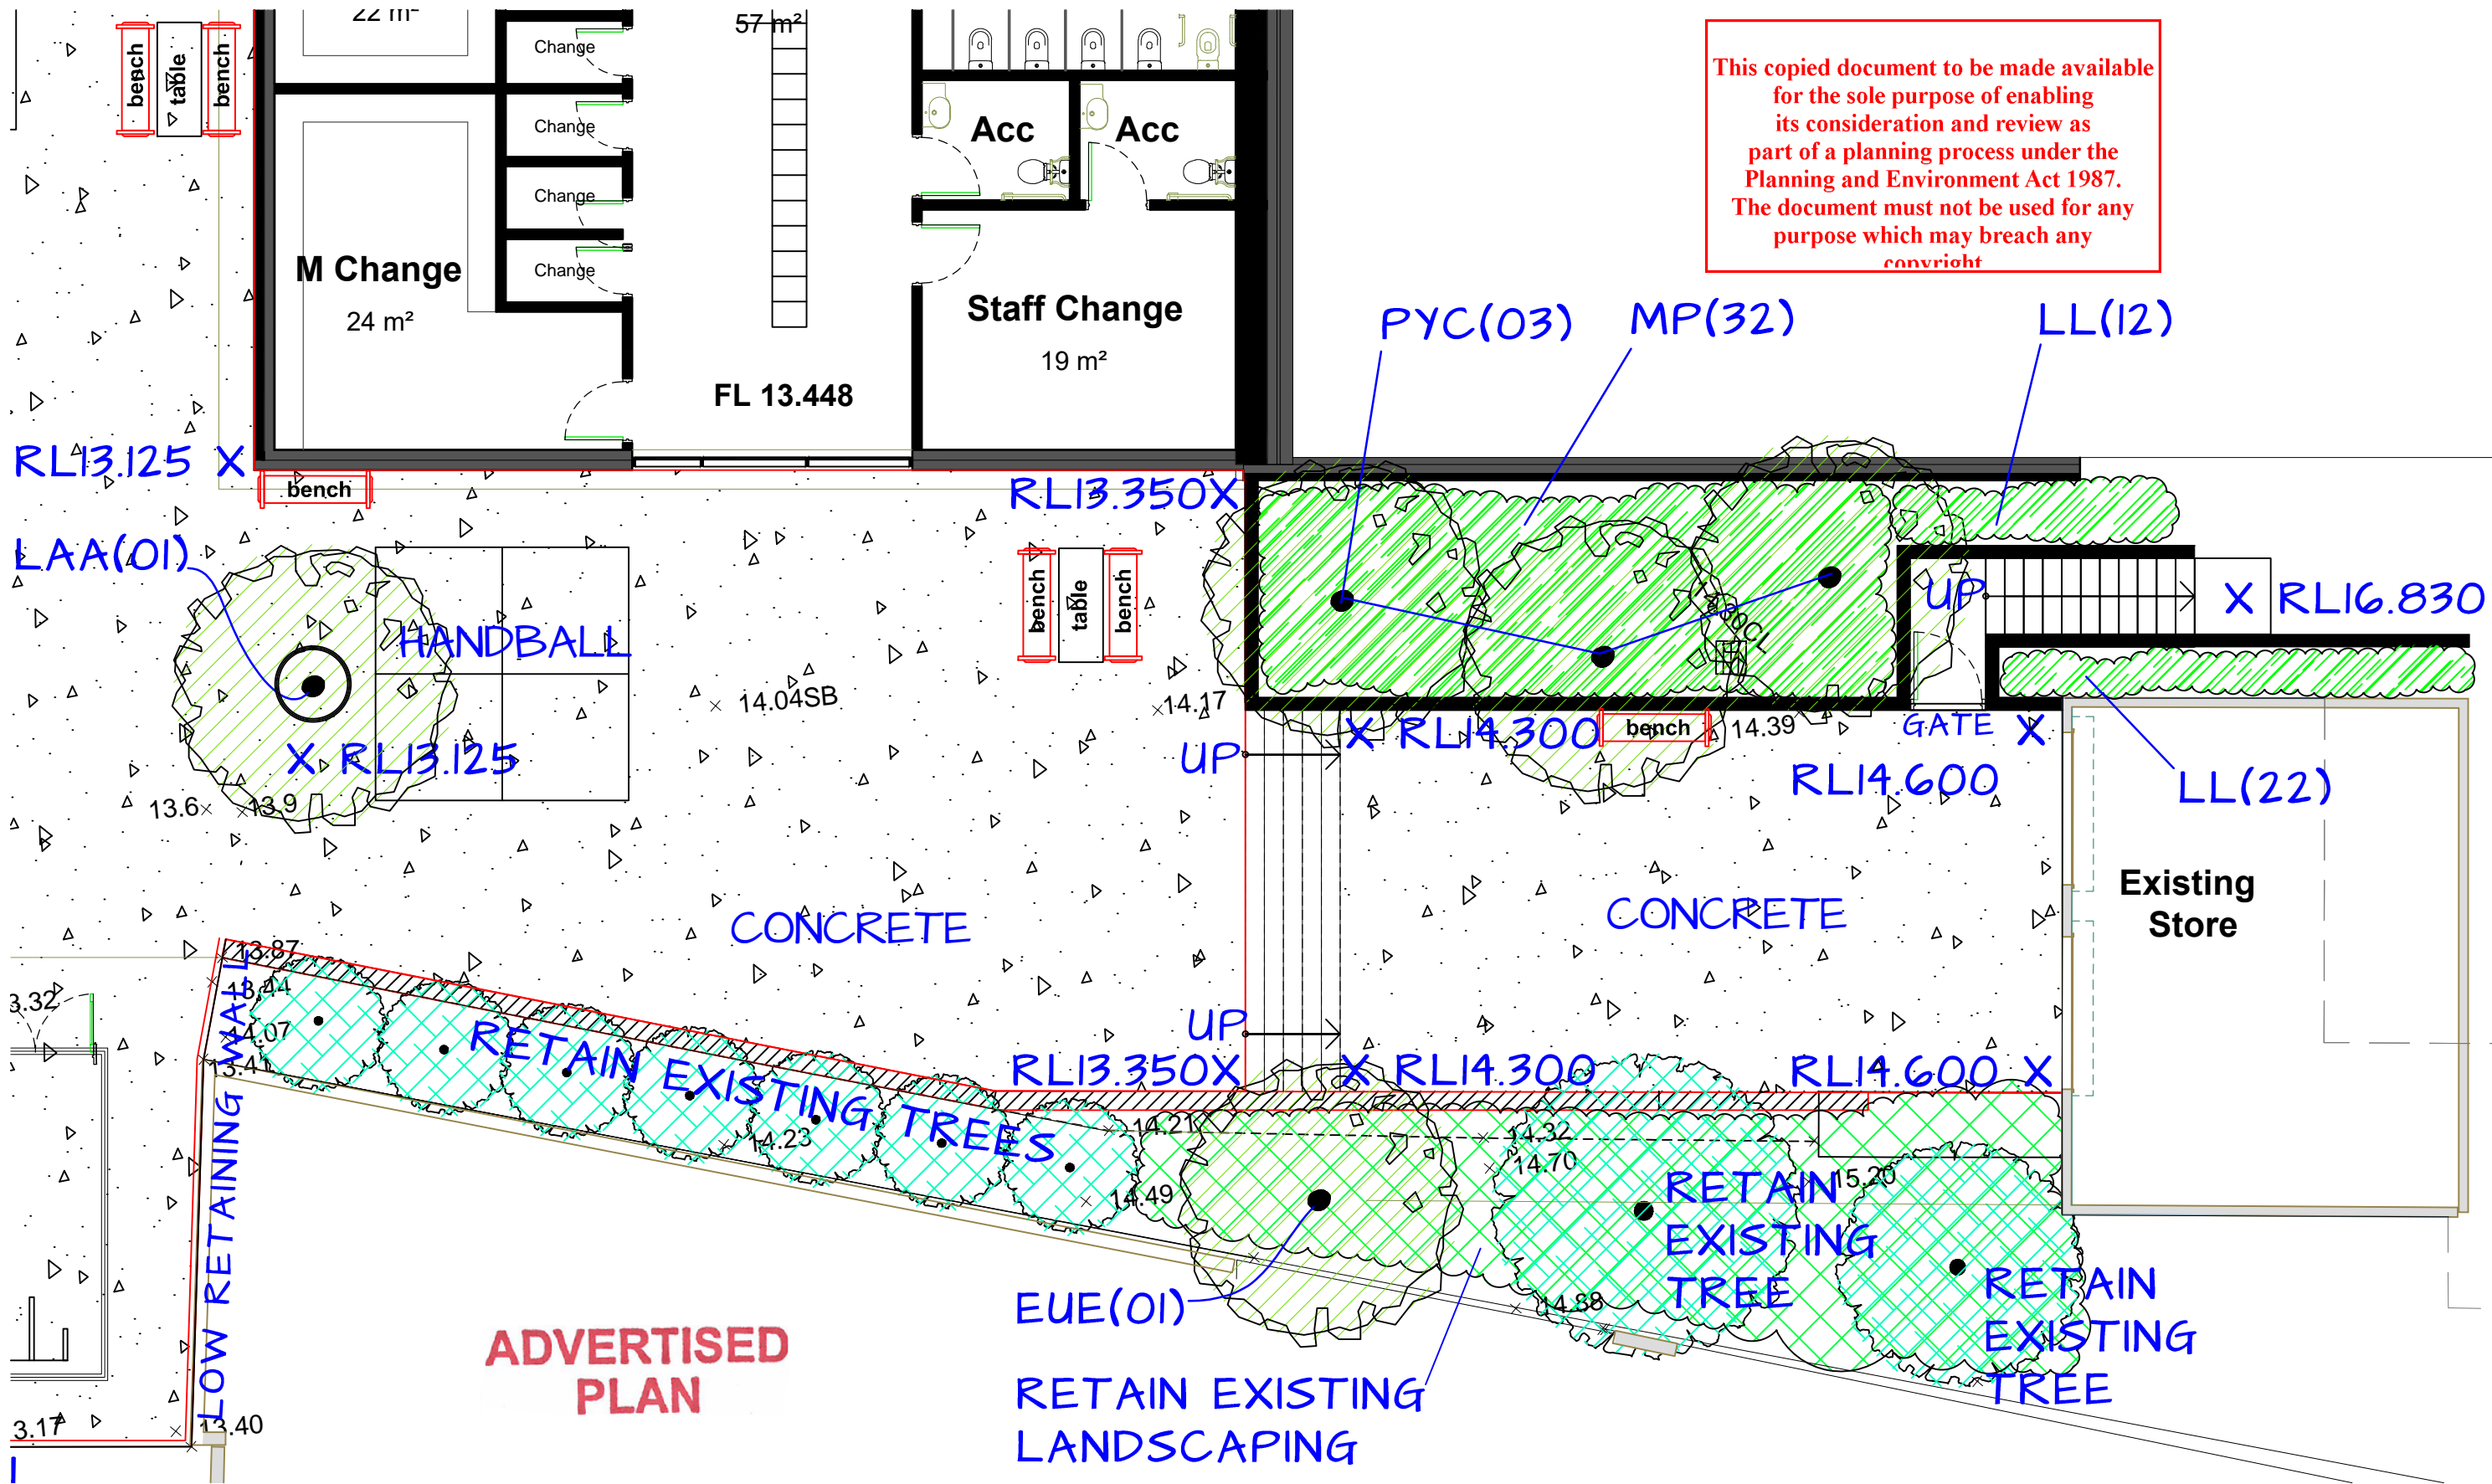 22 m²
57 m²
Change
bench
table
bench
This copied document to be made available
for the sole purpose of enabling
its consideration and review as
part of a planning process under the
Planning and Environment Act 1987.
The document must not be used for any
purpose which may breach any
copyright
Change
Acc
Acc
Change
M Change
24 m²
Change
Staff Change
19 m²
PYC(03)
MP(32)
LL(12)
FL 13.448
RL13.125 X
bench
RL13.350X
LAA(01)
HANDBALL
bench
table
bench
UP
X RL16.830
14.04SB
14.17
X RL14.300
bench
14.39
GATE X
UP
X RL13.125
RL14.600
LL(22)
13.6
13.9
Existing
Store
CONCRETE
CONCRETE
13.87
13.44
3.32
14.07
13.4
LOW RETAINING WALL
RETAIN EXISTING TREES
UP
RL13.350X
X RL14.300
RL14.600 X
14.23
14.21
14.32
14.70
14.49
15.20
RETAIN
EXISTING
TREE
RETAIN
EXISTING
TREE
EUE(01)
14.88
ADVERTISED
PLAN
RETAIN EXISTING
LANDSCAPING
3.17
13.40